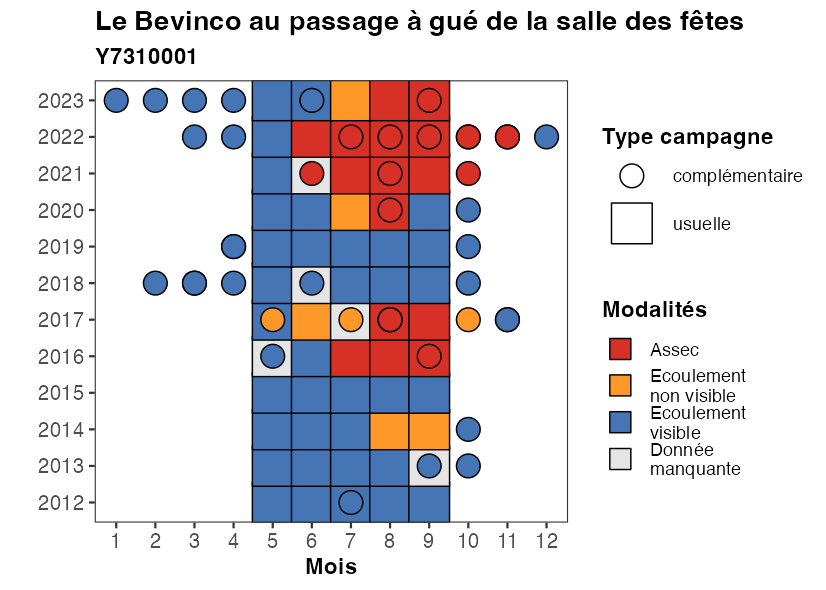 Le Bevinco au passage à gué de la salle des fêtes
Y7310001
2023
2022
2021
2020
2019
2018
2017
2016
2015
2014
2013
2012
1 2 3 4 5 6 7 8 9 10 11 12
Mois
Type campagne
complémentaire
usuelle
Modalités
Assec
Ecoulement
non visible
Ecoulement
visible
Donnée
manquante